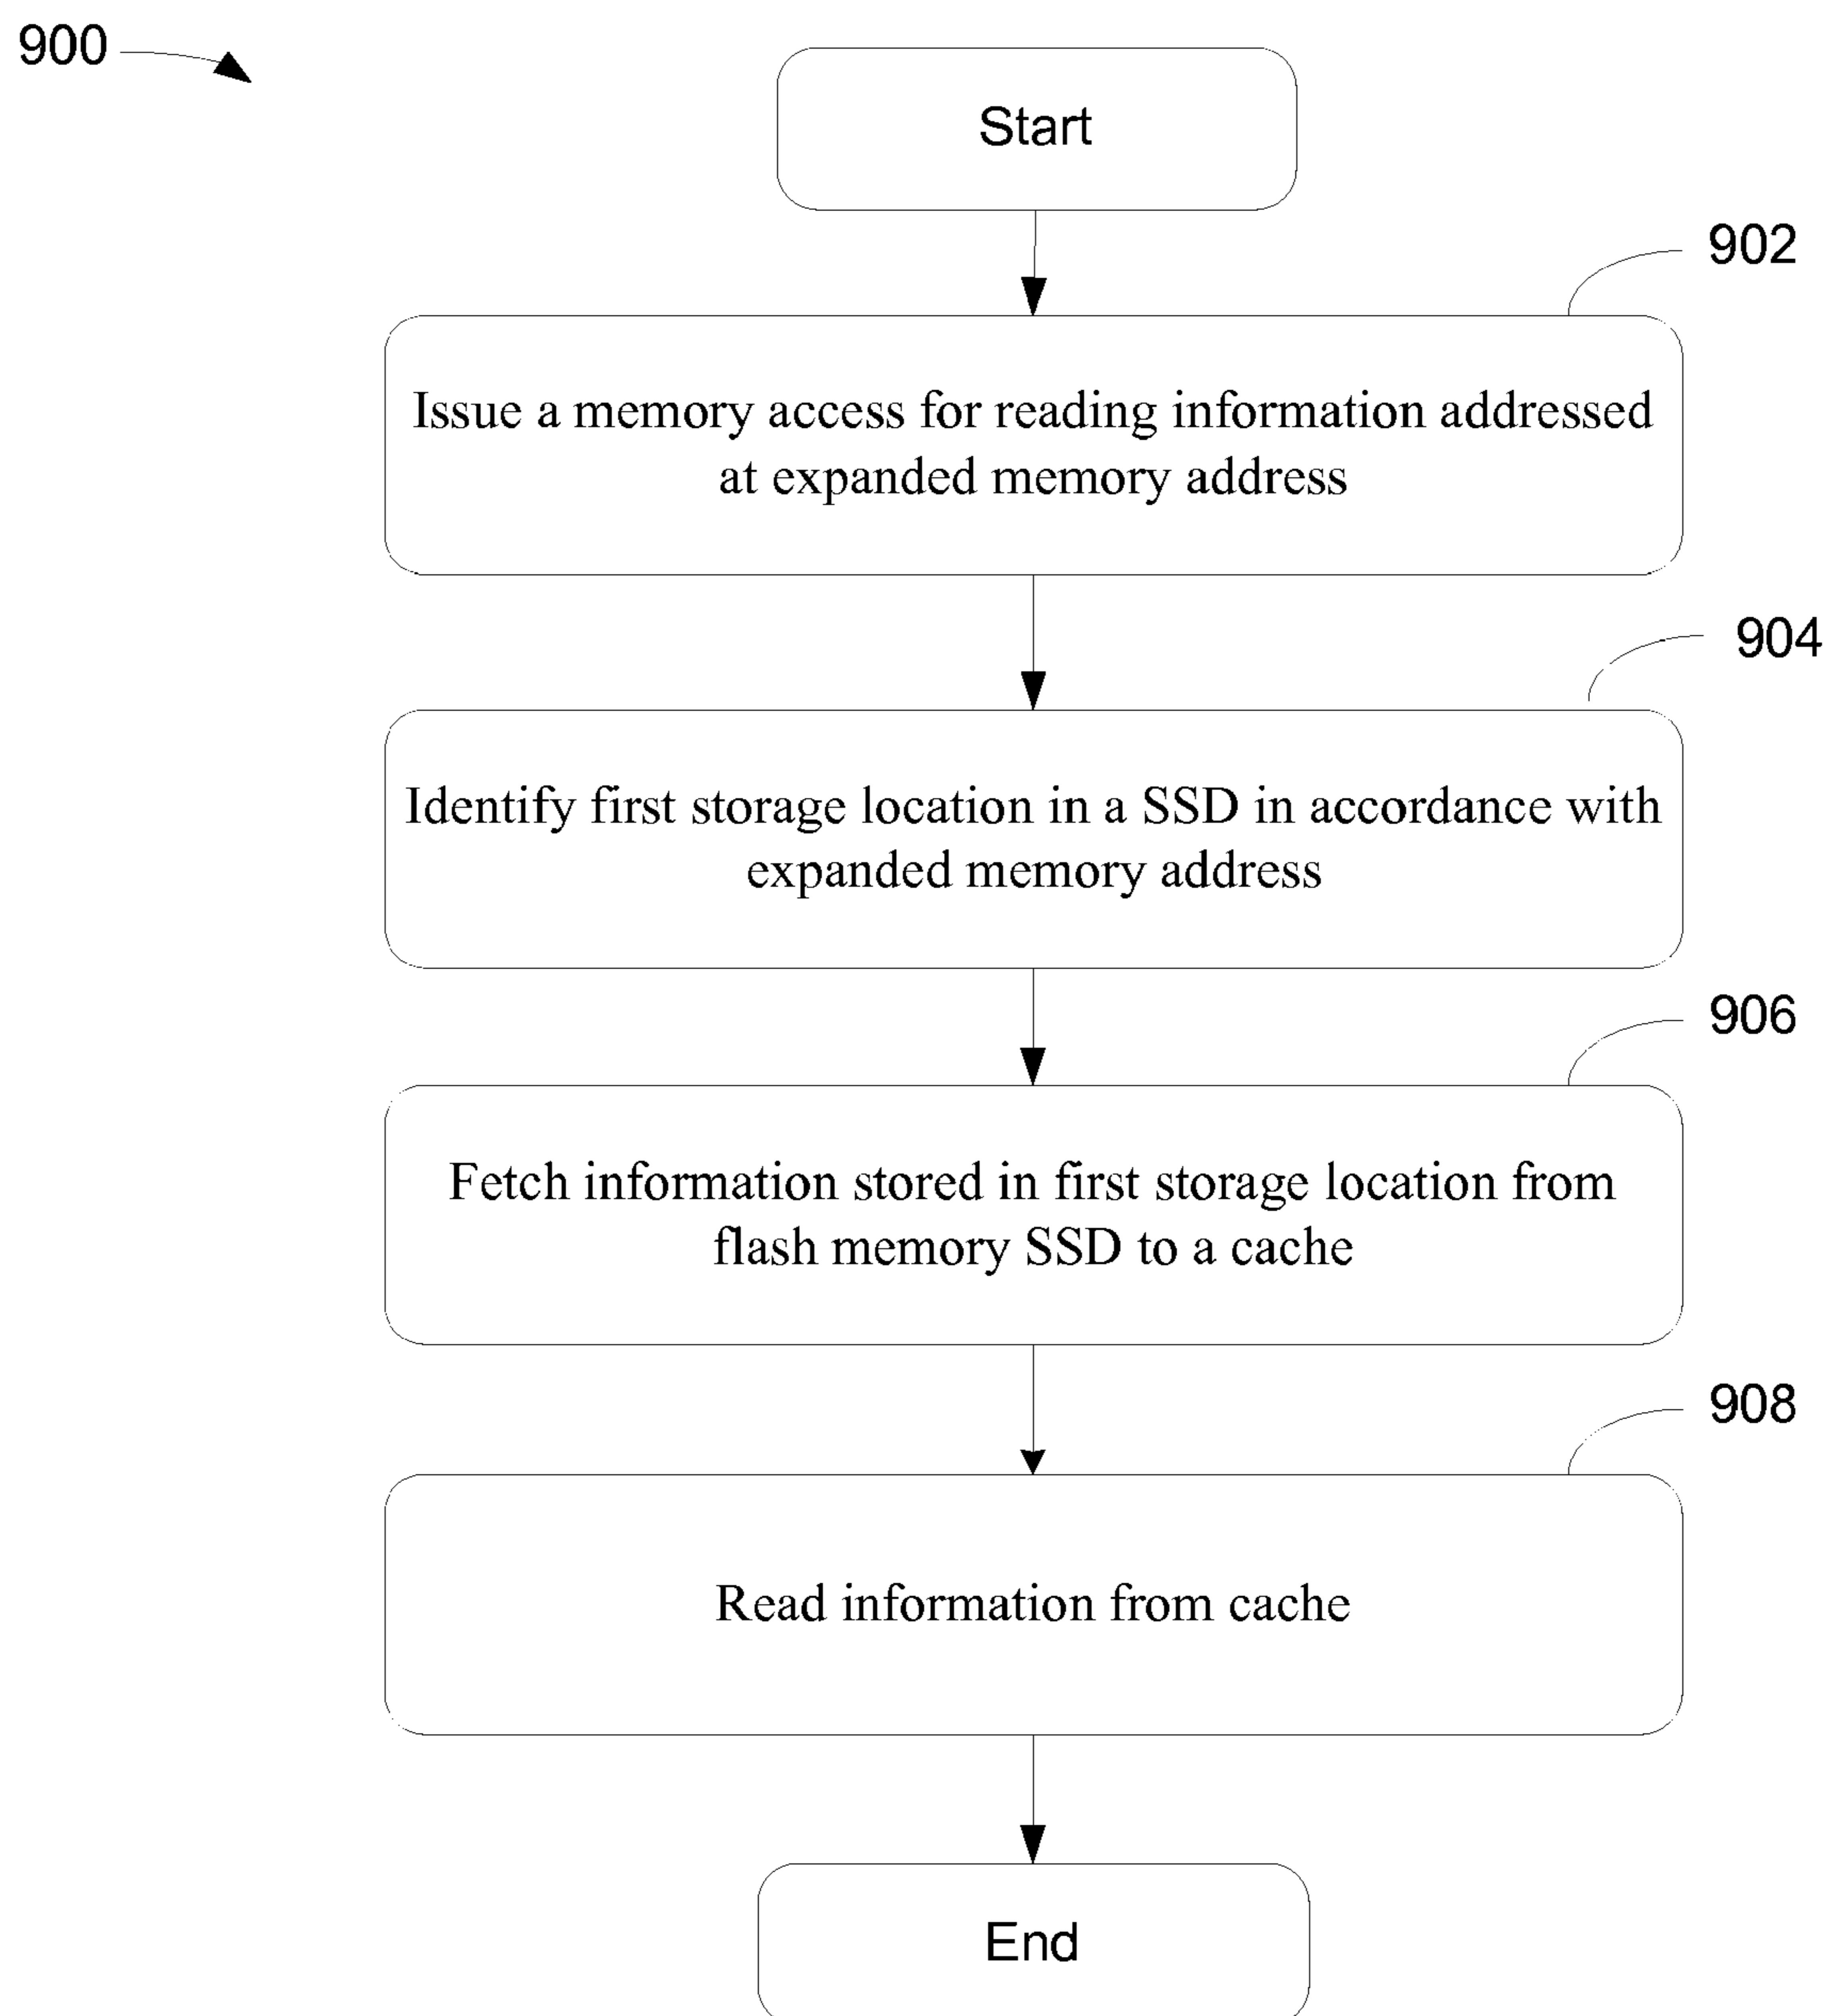 900
Start
902
Issue a memory access for reading information addressed
at expanded memory address
904
Identify first storage location in a SSD in accordance with
expanded memory address
906
Fetch information stored in first storage location from
flash memory SSD to a cache
908
Read information from cache
End